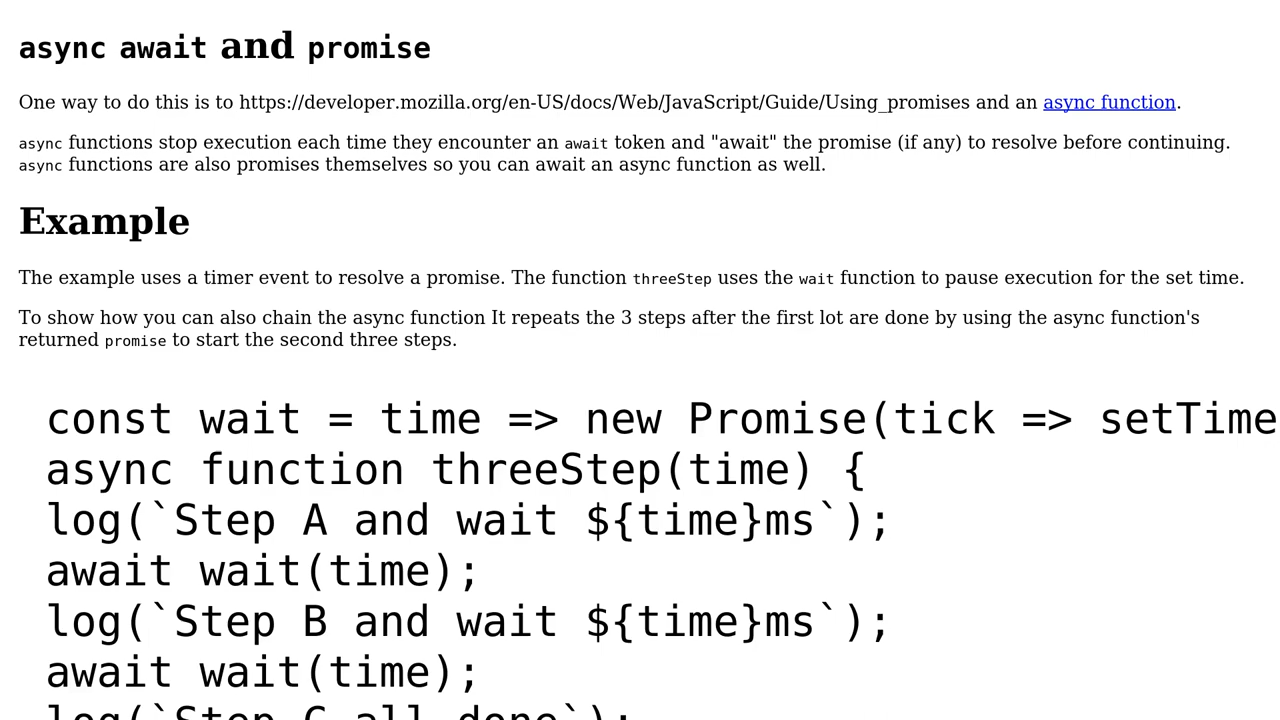 async await and promise
One way to do this is to https://developer.mozilla.org/en-US/docs/Web/JavaScript/Guide/Using_promises and an async function.
async functions stop execution each time they encounter an await token and "await" the promise (if any) to resolve before continuing.
async functions are also promises themselves so you can await an async function as well.
Example
The example uses a timer event to resolve a promise. The function threeStep uses the wait function to pause execution for the set time.
To show how you can also chain the async function It repeats the 3 steps after the first lot are done by using the async function's
returned promise to start the second three steps.
const wait = time => new Promise(tick => setTime
async function threeStep(time) {
log(`Step A and wait ${time}ms`);
await wait(time);
log(`Step B and wait ${time}ms`);
await wait(time);
log(`Step C all done`);